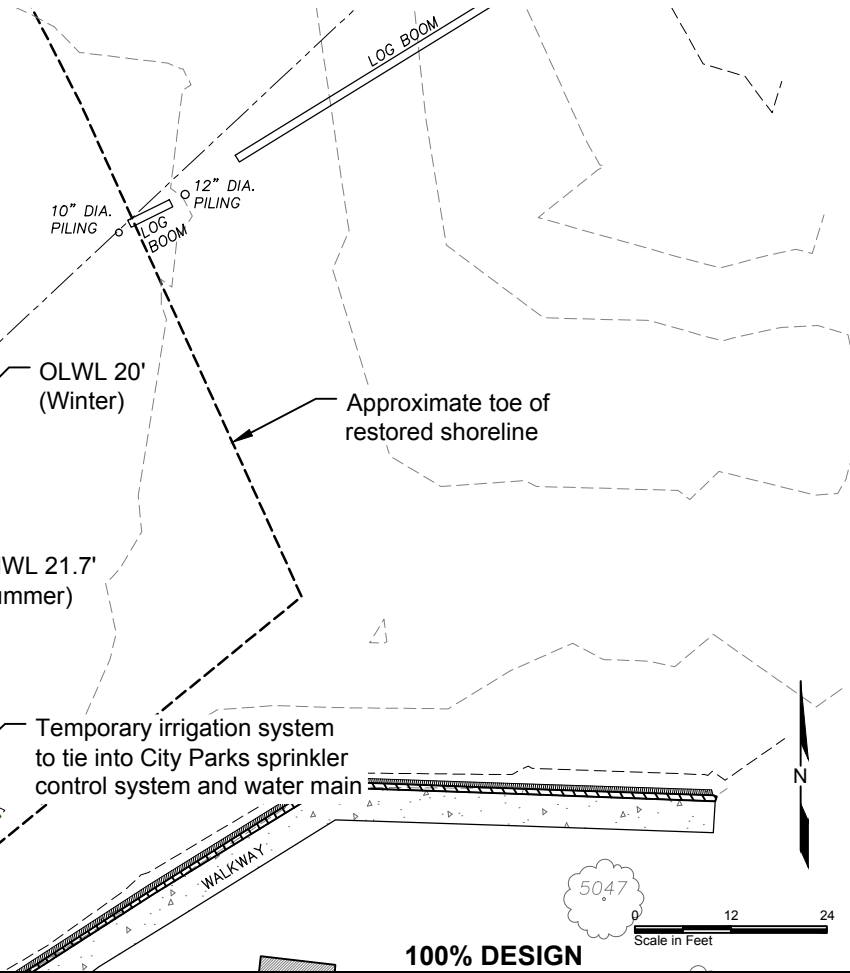 LOG BOOM
12" DIA.
PILING
10" DIA.
PILING
LOG
BOOM
OLWL 20'
(Winter)
Approximate toe of
restored shoreline
WL 21.7'
mmer)
Temporary irrigation system
to tie into City Parks sprinkler
control system and water main
N
WALKWAY
5047
0 12 24
Scale in Feet
100% DESIGN